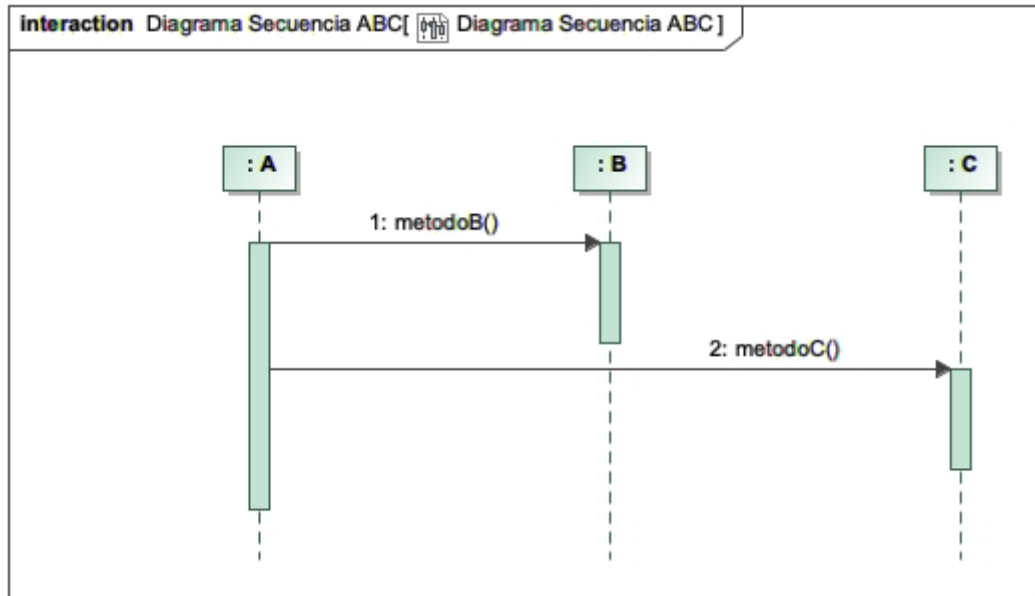 interaction Diagrama Secuencia ABC[ Diagrama Secuencia ABC ]
: A
: B
: C
1: metodoB()
2: metodoC()